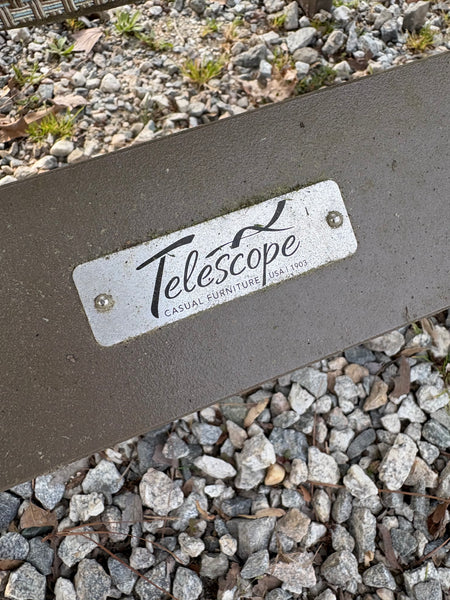 Telescope
CASUAL FURNITURE USA | 1903